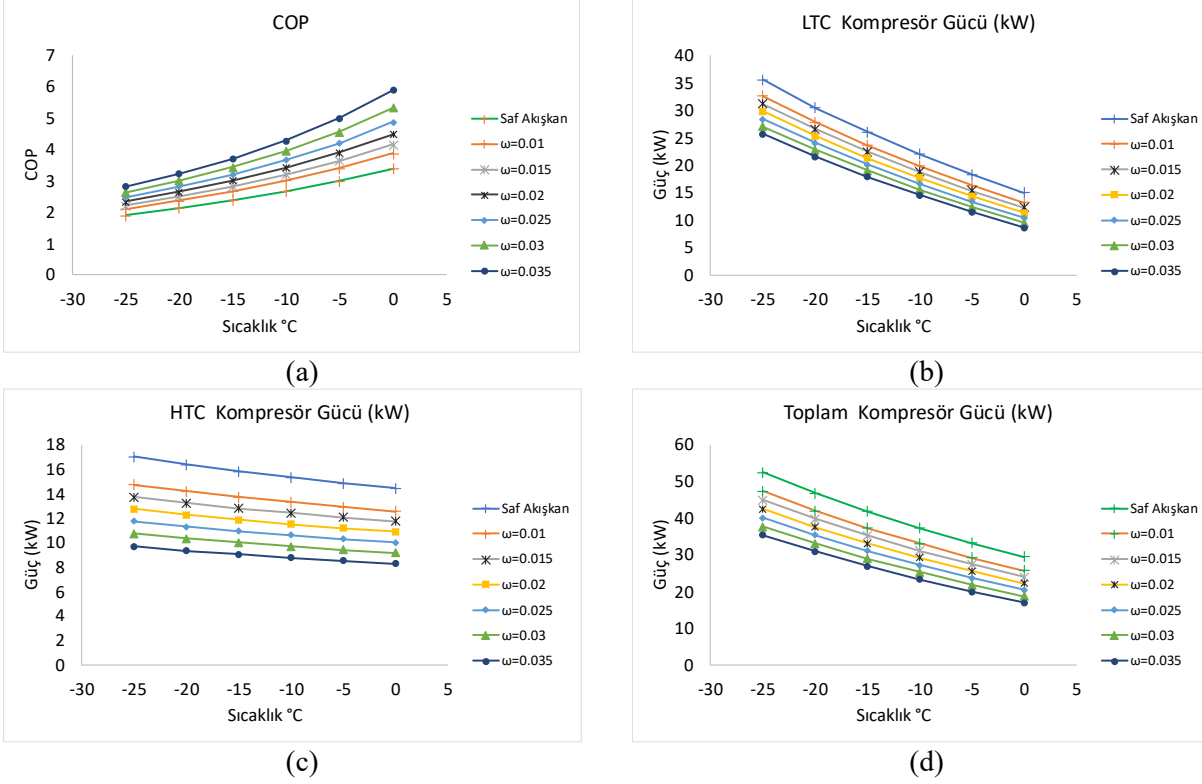 COP
7
6
5
4
3
2
1
0
COP
-30 -25 -20 -15 -10 -5 0 5
Sıcaklık °C
Saf Akışkan
ω=0.01
ω=0.015
ω=0.02
ω=0.025
ω=0.03
ω=0.035
(a)
LTC Kompresör Gücü (kW)
40
35
30
25
20
15
10
5
0
Güç (kW)
-30 -25 -20 -15 -10 -5 0 5
Sıcaklık °C
Saf Akışkan
ω=0.01
ω=0.015
ω=0.02
ω=0.025
ω=0.03
ω=0.035
(b)
HTC Kompresör Gücü (kW)
18
16
14
12
10
8
6
4
2
0
Güç (kW)
-30 -25 -20 -15 -10 -5 0 5
Sıcaklık °C
Saf Akışkan
ω=0.01
ω=0.015
ω=0.02
ω=0.025
ω=0.03
ω=0.035
(c)
Toplam Kompresör Gücü (kW)
60
50
40
30
20
10
0
Güç (kW)
-30 -25 -20 -15 -10 -5 0 5
Sıcaklık °C
Saf Akışkan
ω=0.01
ω=0.015
ω=0.02
ω=0.025
ω=0.03
ω=0.035
(d)